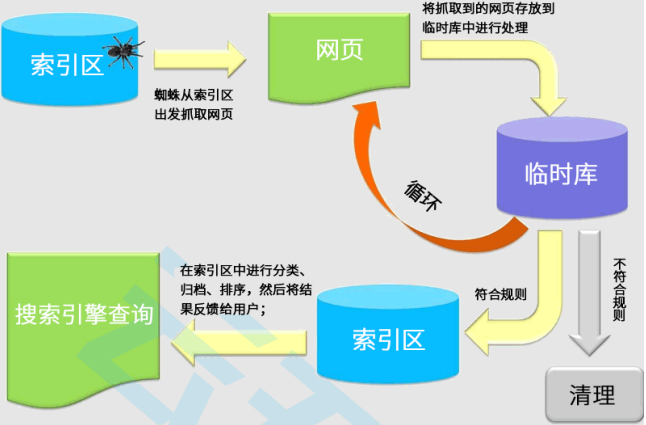 索引区
蜘蛛从索引区
出发抓取网页
网页
将抓取到的网页存放到
临时库中进行处理
临时库
循环
符合规则
不符合规则
清理
索引区
在索引区中进行分类、
归档、排序，然后将结
果反馈给用户；
搜索引擎查询